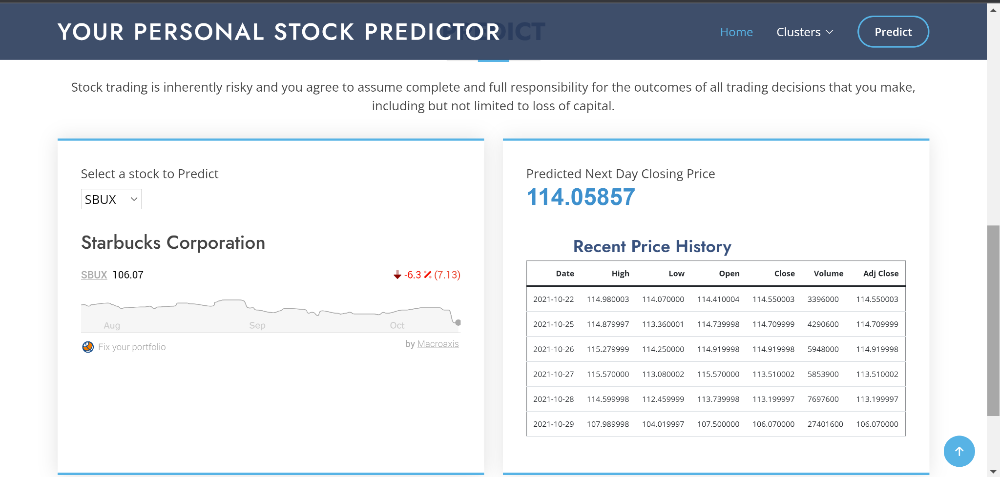 YOUR PERSONAL STOCK PREDICTOR
PREDICT
Home Clusters Predict
Stock trading is inherently risky and you agree to assume complete and full responsibility for the outcomes of all trading decisions that you make,
including but not limited to loss of capital.
Select a stock to Predict
SBUX
Starbucks Corporation
SBUX 106.07 -6.3 % (7.13)
Aug Sep Oct
Fix your portfolio by Macroaxis
Predicted Next Day Closing Price
114.05857
Recent Price History
Date High Low Open Close Volume Adj Close
2021-10-22 114.980003 114.070000 114.410004 114.550003 3396000 114.550003
2021-10-25 114.879997 113.360001 114.739998 114.709999 4290600 114.709999
2021-10-26 115.279999 114.250000 114.919998 114.919998 5948000 114.919998
2021-10-27 115.570000 113.080002 115.570000 113.510002 5853900 113.510002
2021-10-28 114.599998 112.459999 113.739998 113.199997 7697600 113.199997
2021-10-29 107.989998 104.019997 107.500000 106.070000 27401600 106.070000